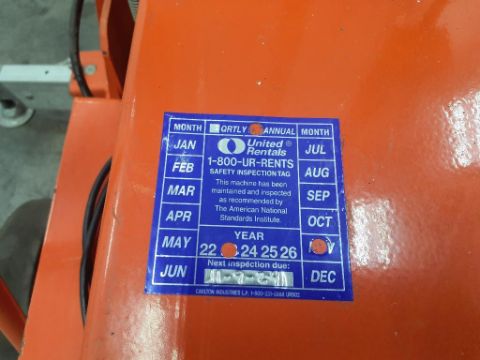 MONTH QRTLY ANNUAL MONTH
JAN United Rentals® JUL
1-800-UR-RENTS
FEB SAFETY INSPECTION TAG AUG
This machine has been
MAR maintained and inspected SEP
as recommended by
APR The American National OCT
Standards Institute.
MAY YEAR
22 24 25 26
Next inspection due:
JUN DEC
CARLTON INDUSTRIES L.P.